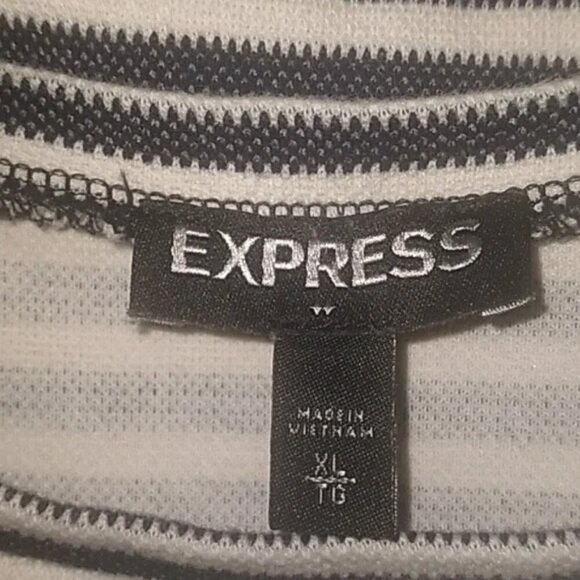 EXPRESS
W
MADE IN
VIETNAM
XL
TG